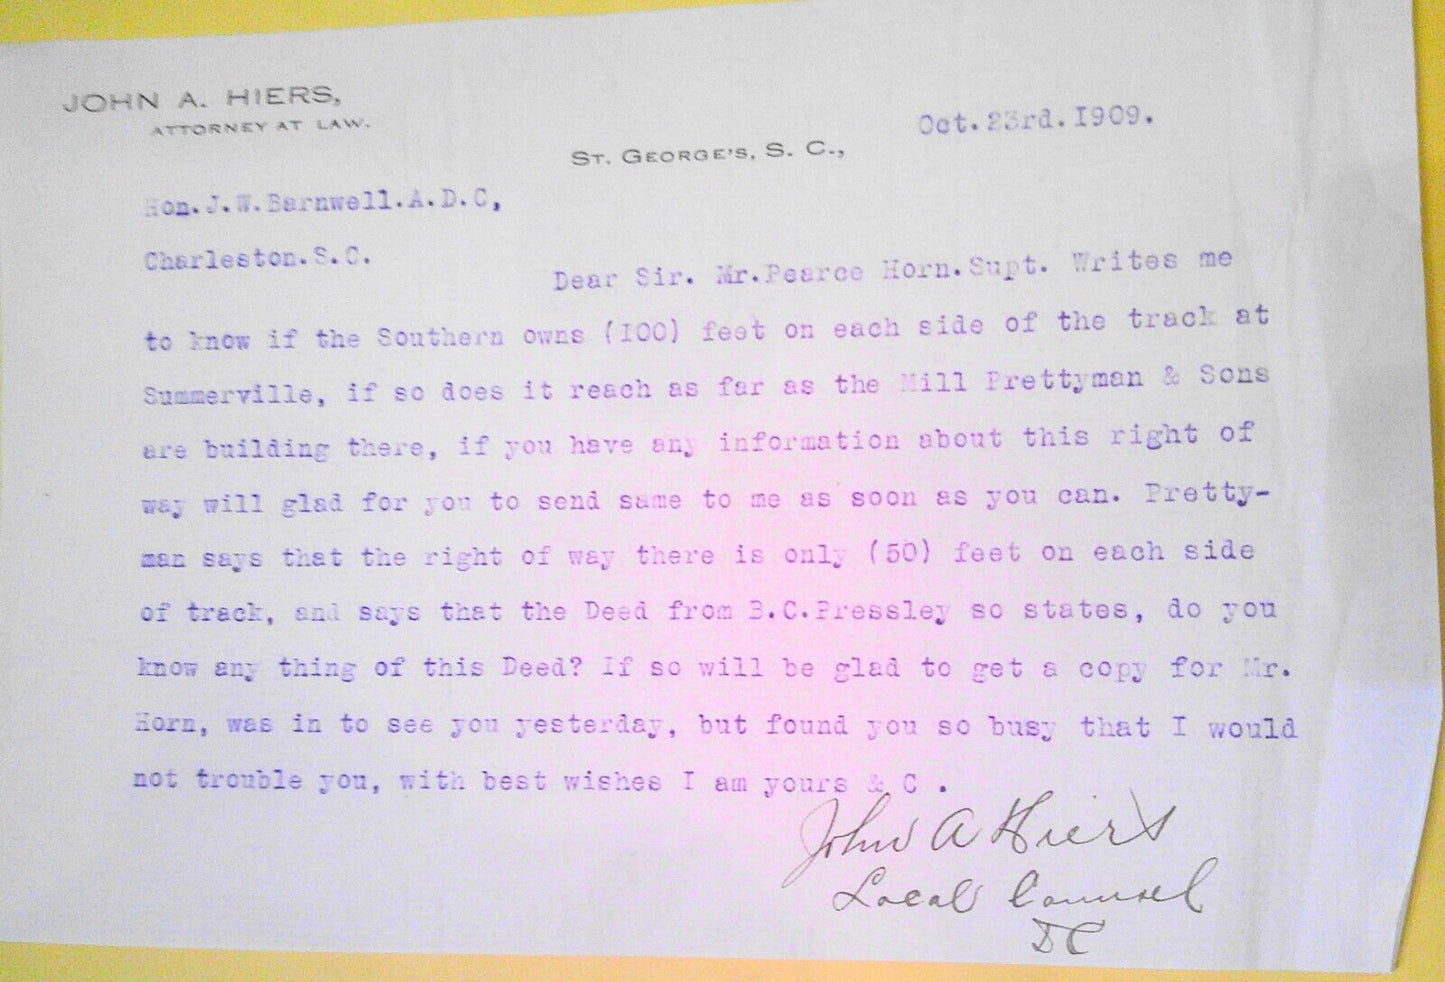 JOHN A. HIERS,
ATTORNEY AT LAW.
Oct.23rd.I909.
ST. GEORGE'S, S. C.,
Hon.J.W.Barnwell.A.D.C,
Charleston.S.C.
Dear Sir. Mr.Pearce Horn.Supt. Writes me
to know if the Southern owns (I00) feet on each side of the track at
Summerville, if so does it reach as far as the Mill Prettyman & Sons
are building there, if you have any information about this right of
way will glad for you to send same to me as soon as you can. Pretty-
man says that the right of way there is only (50) feet on each side
of track, and says that the Deed from B.C.Pressley so states, do you
know any thing of this Deed? If so will be glad to get a copy for Mr.
Horn, was in to see you yesterday, but found you so busy that I would
not trouble you, with best wishes I am yours & C .
John A Hiers
Local Counsel
DC